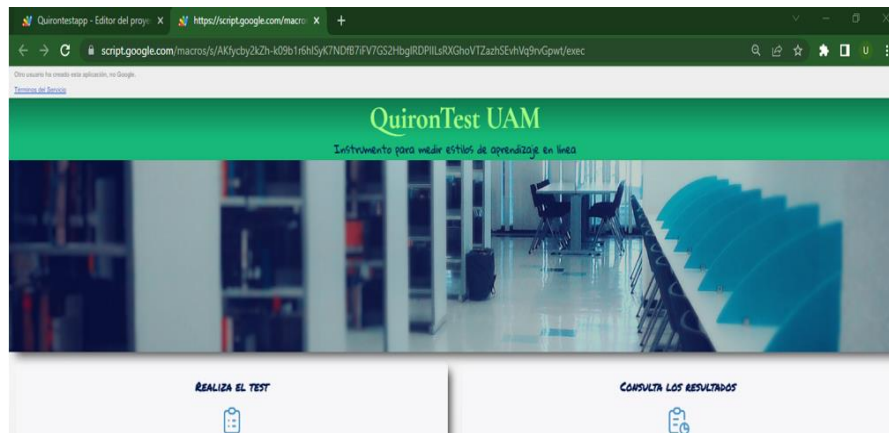 Quirontestapp - Editor del proye
https://script.google.com/macro
script.google.com/macros/s/AKfycby2kZh-k09b1r6hISyK7NDfB7iFV7GS2HbgIRDPIILsRXGhoVTZazhSEvhVq9rvGpwt/exec
U
Otro usuario ha creado esta aplicación, no Google.
Términos del Servicio
QuironTest UAM
Instrumento para medir estilos de aprendizaje en línea
REALIZA EL TEST
CONSULTA LOS RESULTADOS